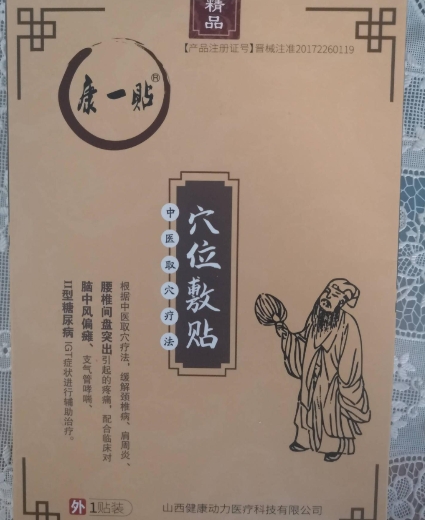 精品
【产品注册证号】晋械注准20172260119
康一贴®
穴位敷贴
中医取穴疗法
根据中医取穴疗法，缓解颈椎病、肩周炎、
腰椎间盘突出引起的疼痛，配合临床对
脑中风偏瘫、支气管哮喘、
II型糖尿病IGT症状进行辅助治疗。
外 1贴装
山西健康动力医疗科技有限公司